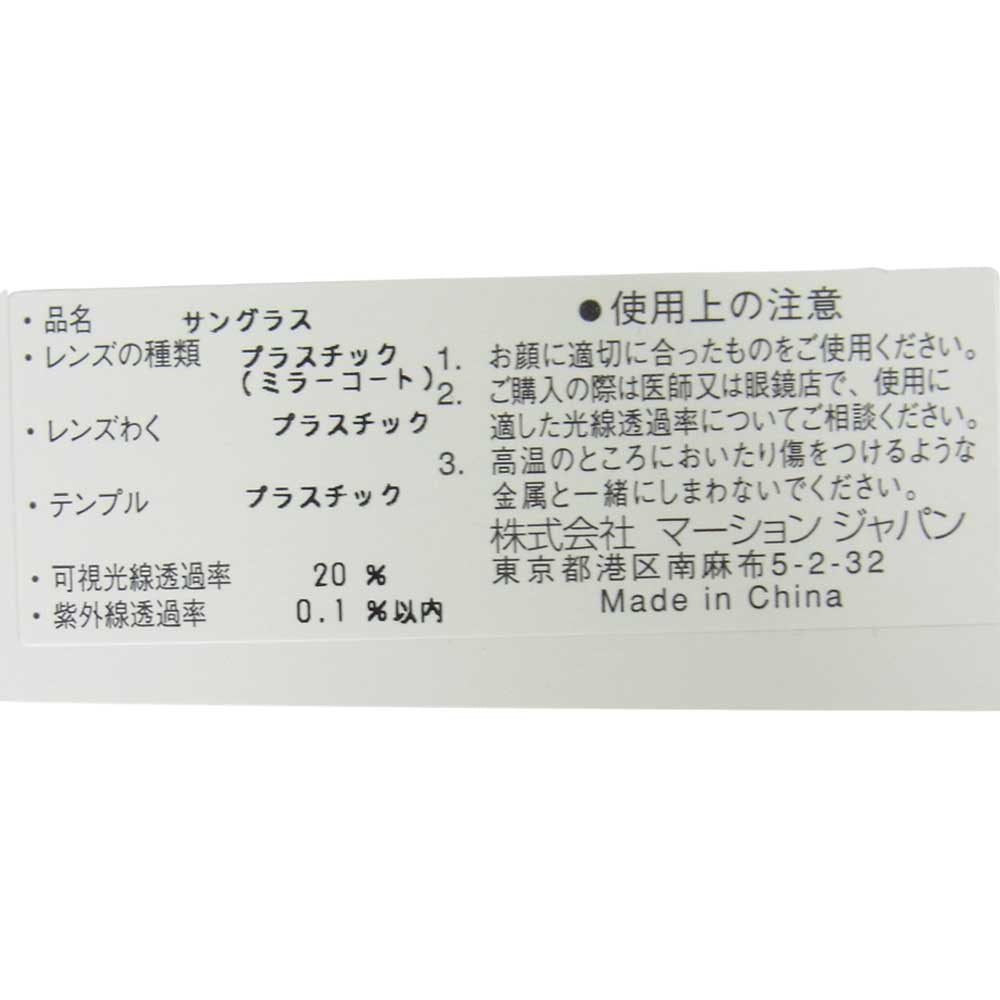 ・品名 サングラス
・レンズの種類 プラスチック
(ミラーコート)
・レンズわく プラスチック
・テンプル プラスチック
・可視光線透過率 20 %
・紫外線透過率 0.1 %以内
●使用上の注意
1. お顔に適切に合ったものをご使用ください。
2. ご購入の際は医師又は眼鏡店で、使用に
適した光線透過率についてご相談ください。
3. 高温のところにおいたり傷をつけるような
金属と一緒にしまわないでください。
株式会社 マーション ジャパン
東京都港区南麻布5-2-32
Made in China